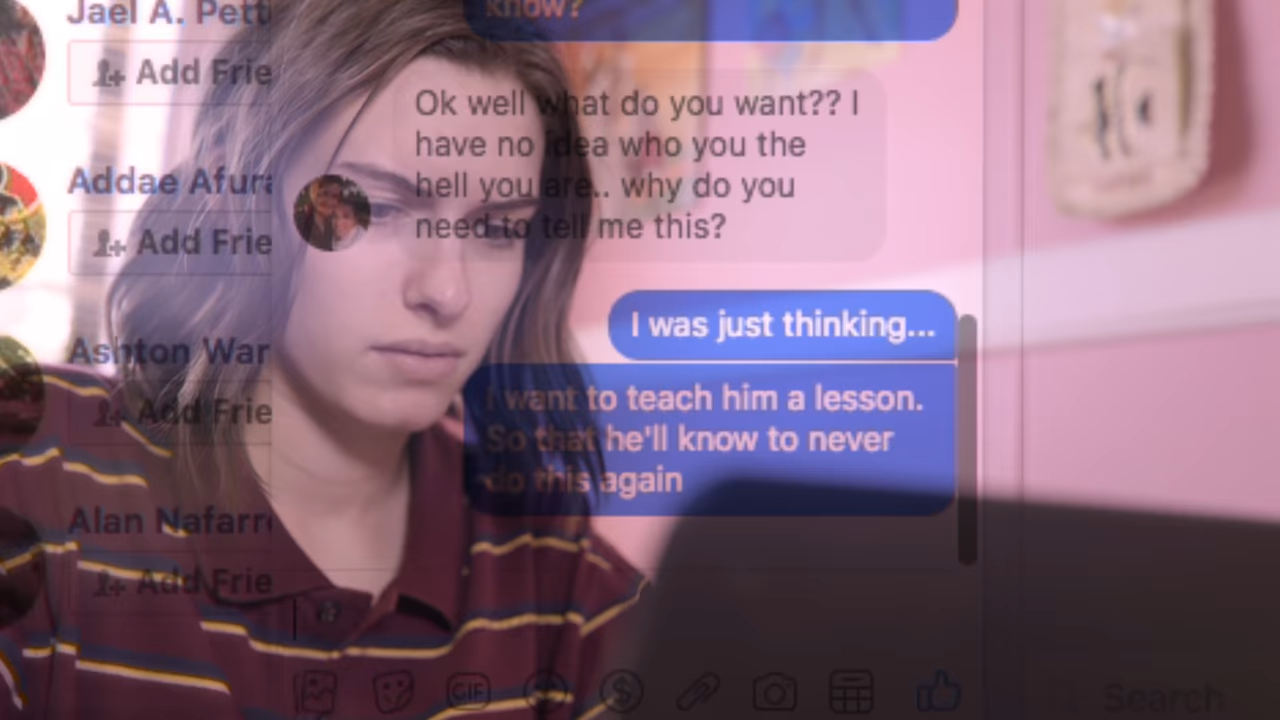 Jael A. Pett
Add Frie
Addae Afura
Add Frie
Ashton War
Add Frie
Alan Nafarr
Add Frie
know?
Ok well what do you want?? I
have no idea who you the
hell you are.. why do you
need to tell me this?
I was just thinking...
I want to teach him a lesson.
So that he'll know to never
do this again
GIF
$
Search